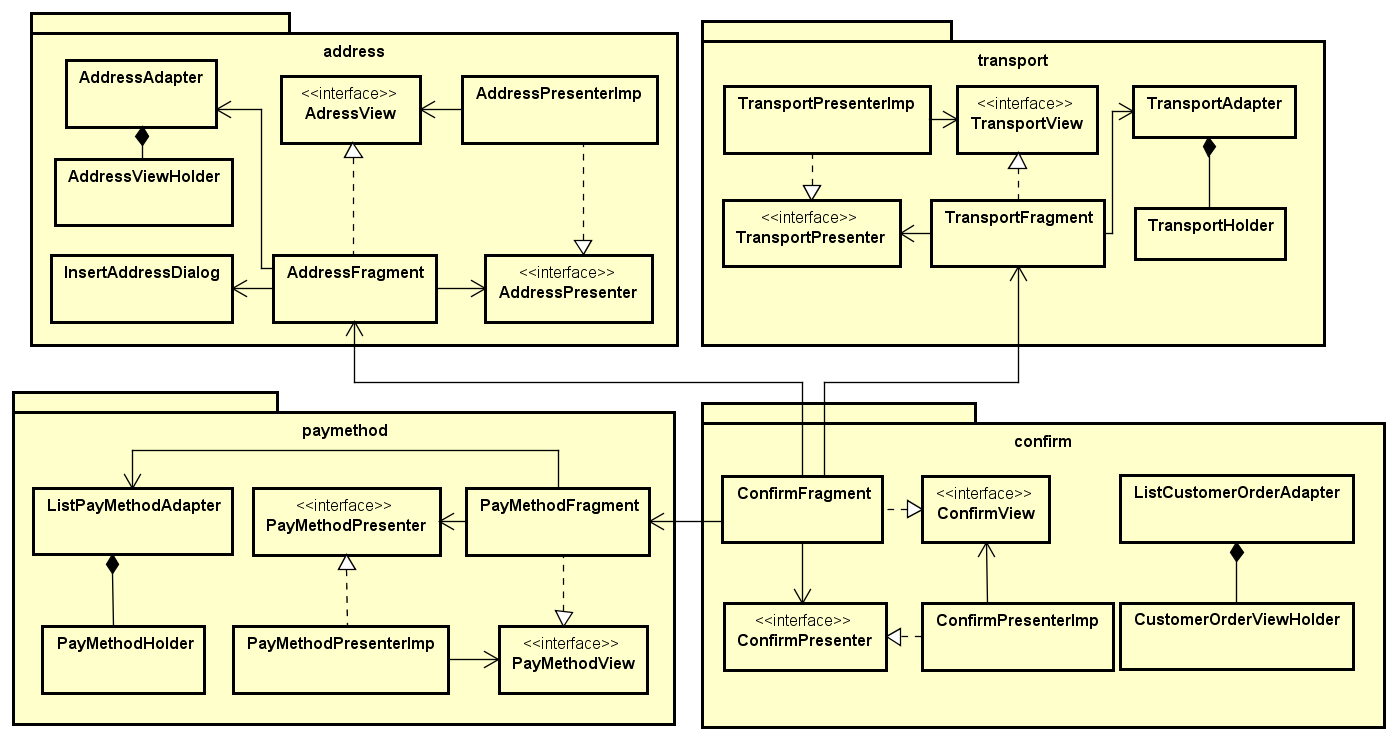 address
AddressAdapter
<<interface>>
AdressView
AddressPresenterImp
AddressViewHolder
InsertAddressDialog
AddressFragment
<<interface>>
AddressPresenter
transport
TransportPresenterImp
<<interface>>
TransportView
TransportAdapter
<<interface>>
TransportPresenter
TransportFragment
TransportHolder
paymethod
ListPayMethodAdapter
<<interface>>
PayMethodPresenter
PayMethodFragment
PayMethodHolder
PayMethodPresenterImp
<<interface>>
PayMethodView
confirm
ConfirmFragment
<<interface>>
ConfirmView
ListCustomerOrderAdapter
<<interface>>
ConfirmPresenter
ConfirmPresenterImp
CustomerOrderViewHolder